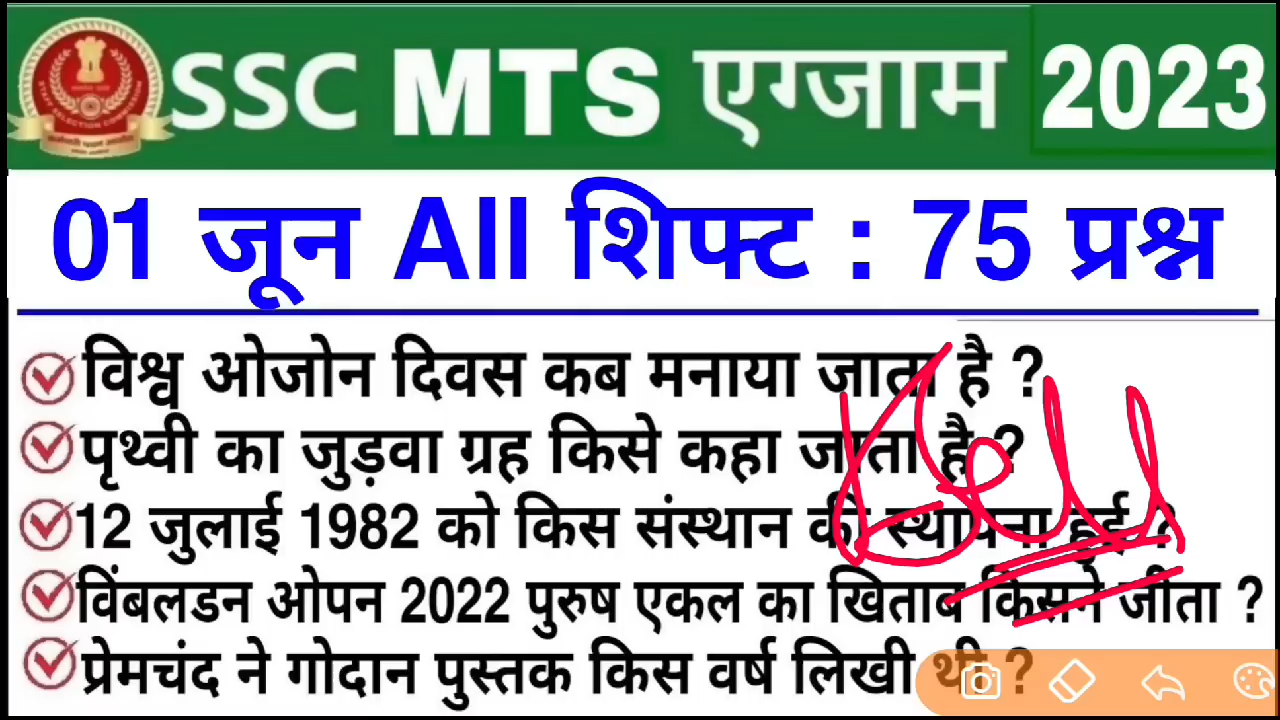 SSC MTS एग्जाम 2023
01 जून All शिफ्ट : 75 प्रश्न
विश्व ओजोन दिवस कब मनाया जाता है ?
पृथ्वी का जुड़वा ग्रह किसे कहा जाता है ?
12 जुलाई 1982 को किस संस्थान की स्थापना हुई ?
विंबलडन ओपन 2022 पुरुष एकल का खिताब किसने जीता ?
प्रेमचंद ने गोदान पुस्तक किस वर्ष लिखी थी ?